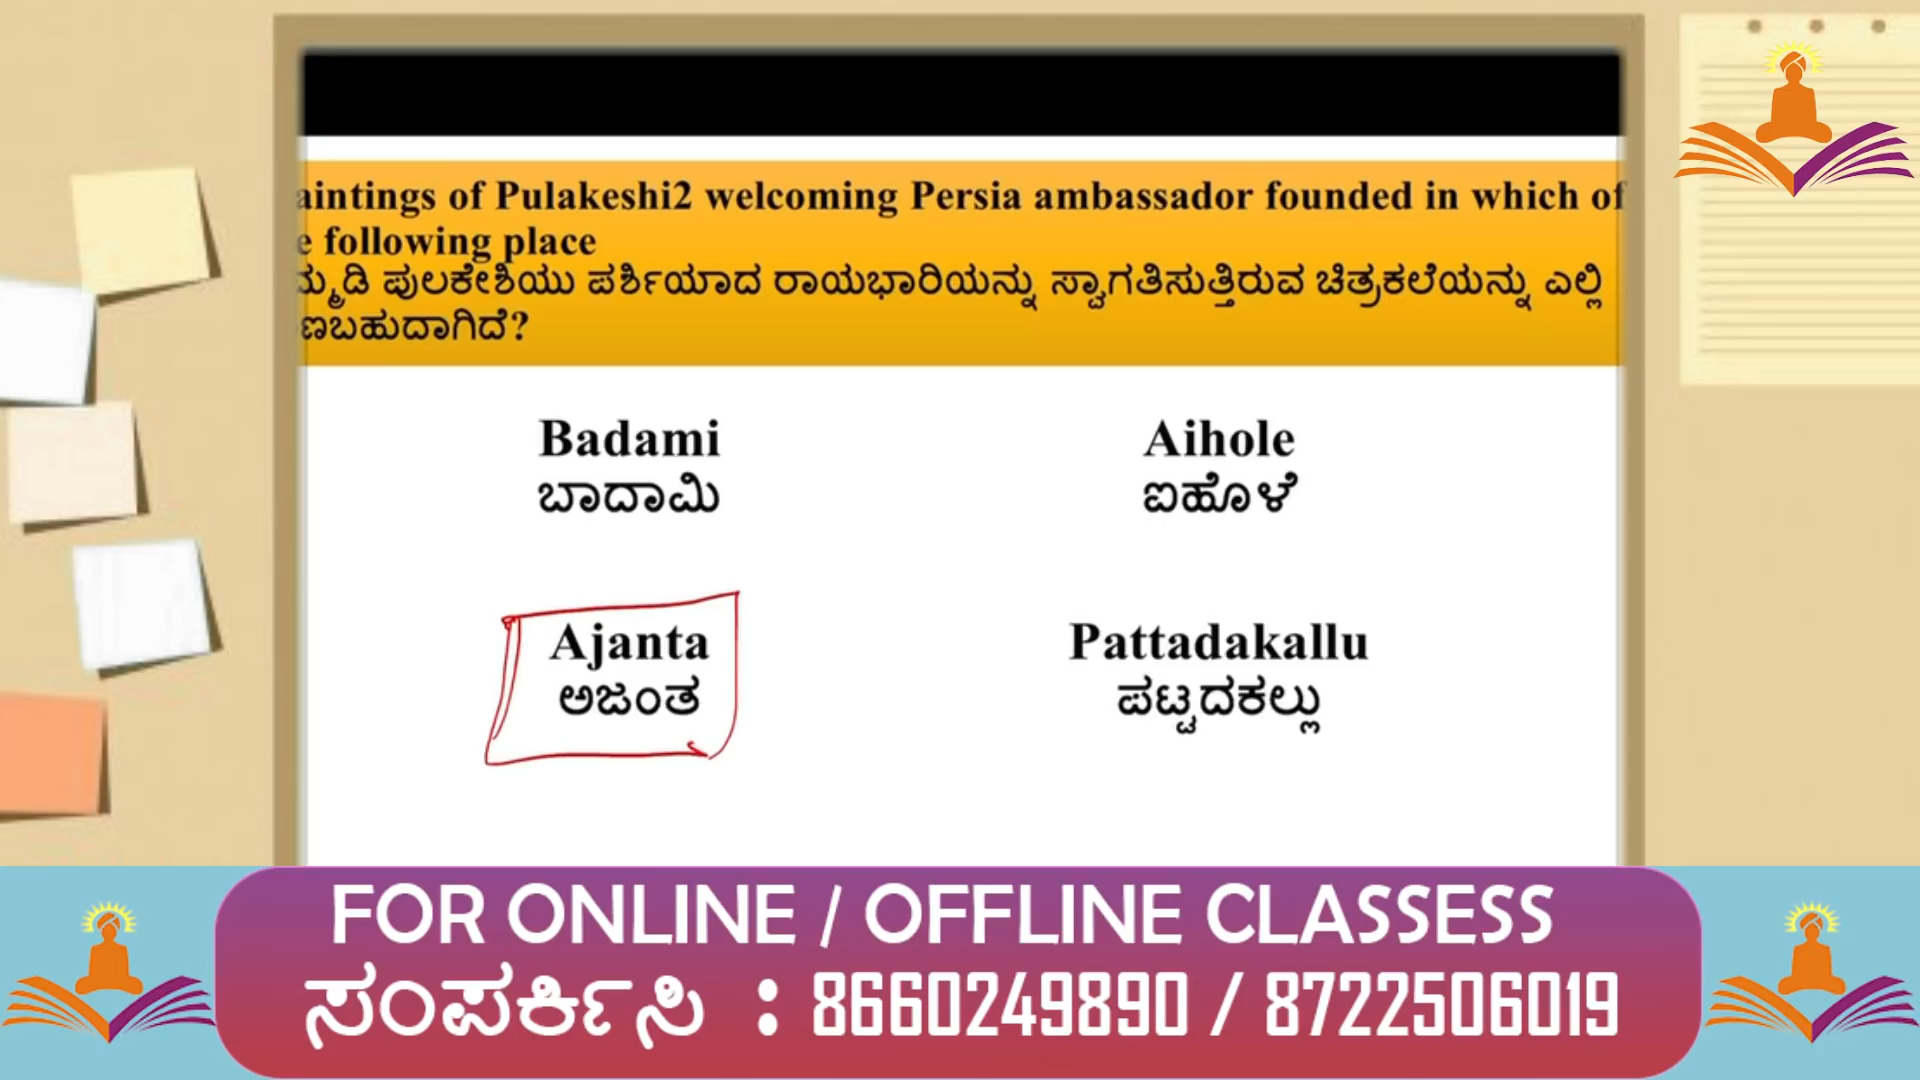 aintings of Pulakeshi2 welcoming Persia ambassador founded in which of
e following place
ಮ್ಮಡಿ ಪುಲಕೇಶಿಯು ಪರ್ಶಿಯಾದ ರಾಯಭಾರಿಯನ್ನು ಸ್ವಾಗತಿಸುತ್ತಿರುವ ಚಿತ್ರಕಲೆಯನ್ನು ಎಲ್ಲಿ
ಣಬಹುದಾಗಿದೆ?
Badami
ಬಾದಾಮಿ
Aihole
ಐಹೊಳೆ
Ajanta
ಅಜಂತ
Pattadakallu
ಪಟ್ಟದಕಲ್ಲು
FOR ONLINE / OFFLINE CLASSESS
ಸಂಪರ್ಕಿಸಿ : 8660249890 / 8722506019